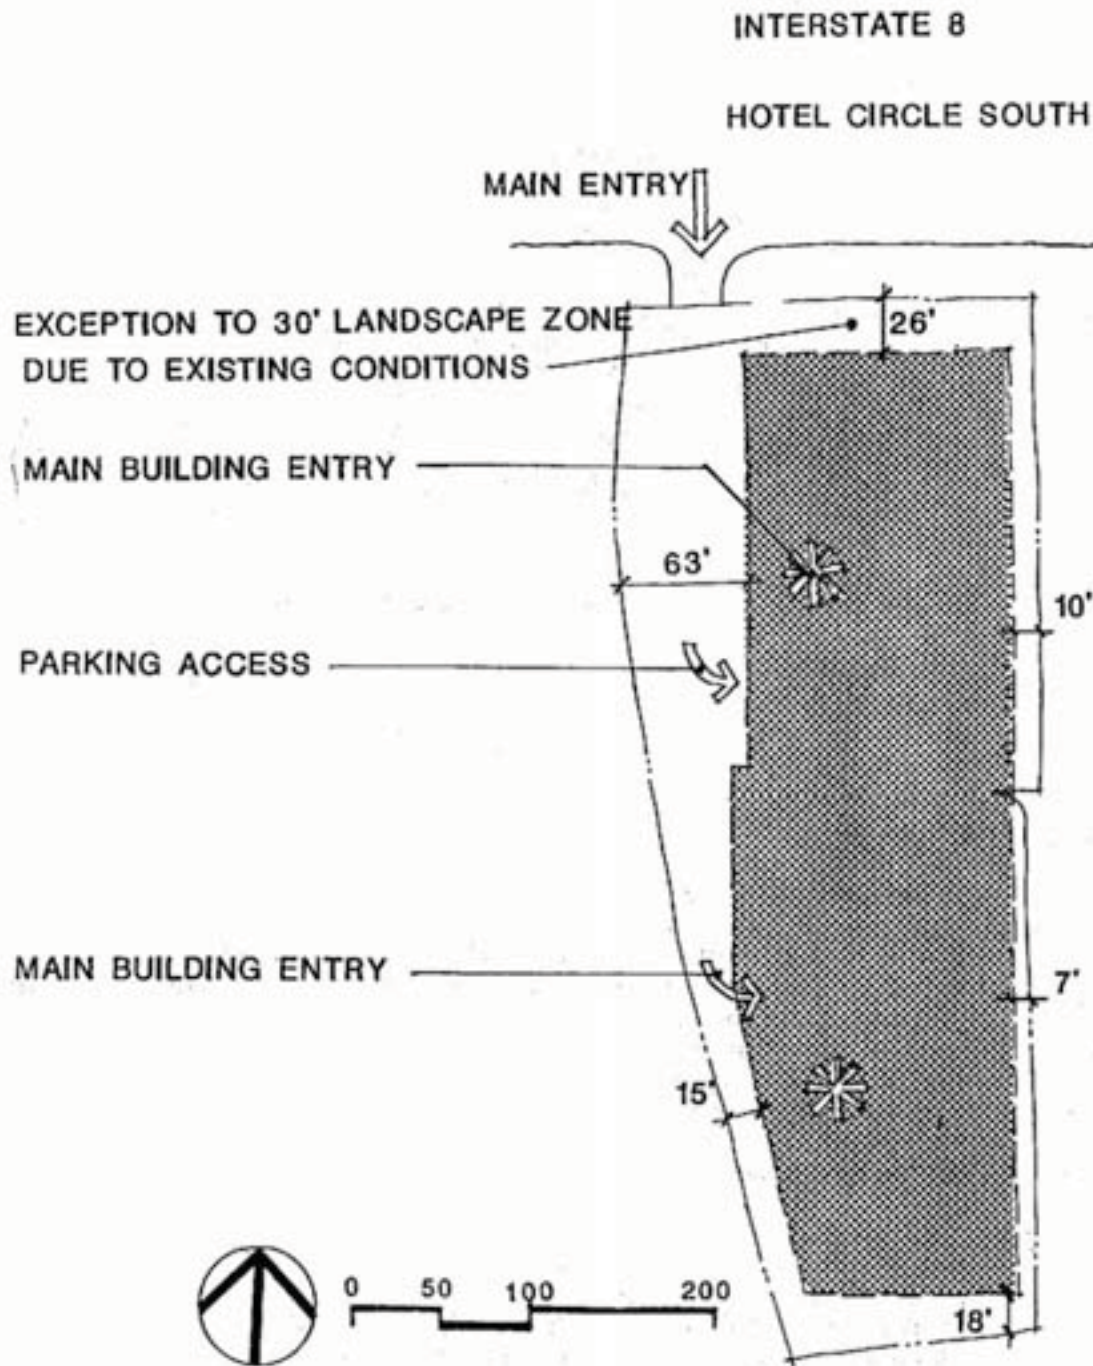 INTERSTATE 8
HOTEL CIRCLE SOUTH
MAIN ENTRY
EXCEPTION TO 30' LANDSCAPE ZONE
DUE TO EXISTING CONDITIONS
26'
MAIN BUILDING ENTRY
63'
10'
PARKING ACCESS
MAIN BUILDING ENTRY
7'
15'
0 50 100 200
18'